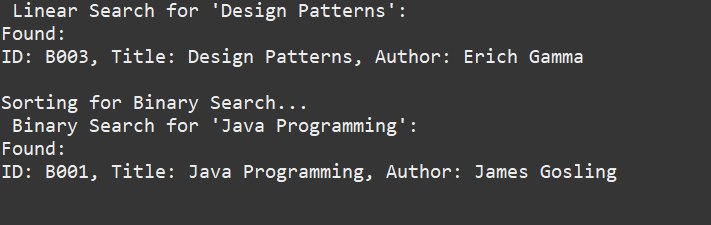 Linear Search for 'Design Patterns':
Found:
ID: B003, Title: Design Patterns, Author: Erich Gamma
Sorting for Binary Search...
Binary Search for 'Java Programming':
Found:
ID: B001, Title: Java Programming, Author: James Gosling